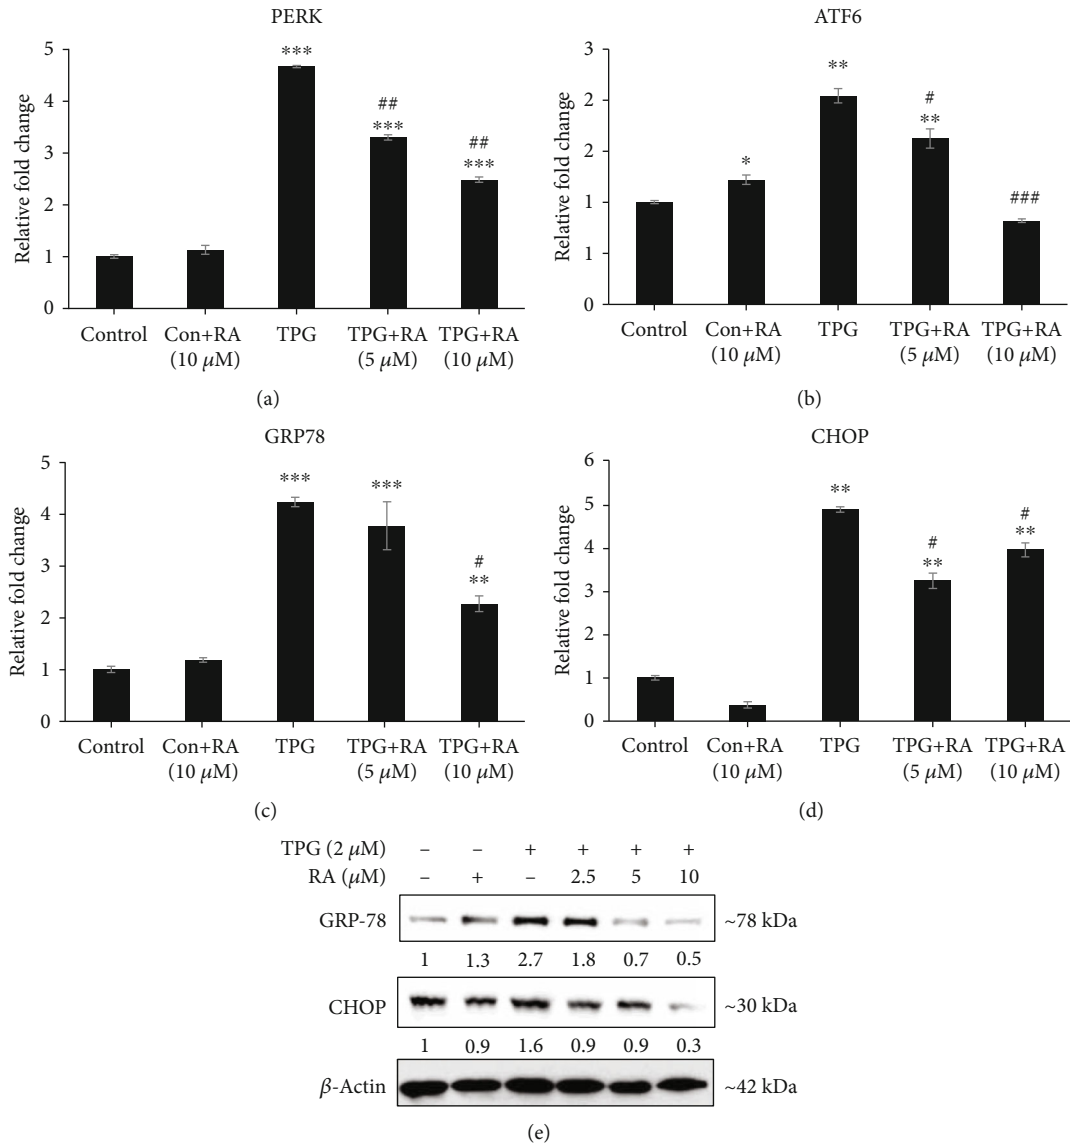 PERK
Relative fold change
5
4
3
2
1
0
***
##
***
##
***
Control Con+RA TPG TPG+RA TPG+RA
(10 μM) (5 μM) (10 μM)
(a)
ATF6
Relative fold change
3
2
2
1
1
0
*
**
#
**
###
Control Con+RA TPG TPG+RA TPG+RA
(10 μM) (5 μM) (10 μM)
(b)
GRP78
Relative fold change
5
4
3
2
1
0
***
***
#
**
Control Con+RA TPG TPG+RA TPG+RA
(10 μM) (5 μM) (10 μM)
(c)
CHOP
Relative fold change
6
5
4
3
1
0
**
#
**
#
**
Control Con+RA TPG TPG+RA TPG+RA
(10 μM) (5 μM) (10 μM)
(d)
TPG (2 μM) – – + + + +
RA (μM) – + – 2.5 5 10
GRP-78 ~78 kDa
1 1.3 2.7 1.8 0.7 0.5
CHOP ~30 kDa
1 0.9 1.6 0.9 0.9 0.3
β-Actin ~42 kDa
(e)